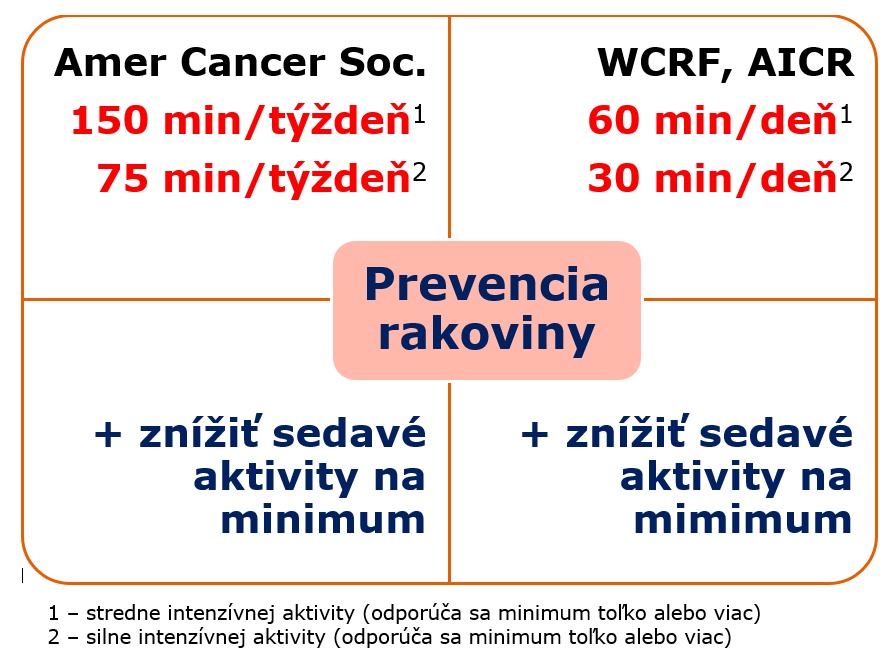 Amer Cancer Soc.
150 min/týždeň¹
75 min/týždeň²
WCRF, AICR
60 min/deň¹
30 min/deň²
Prevencia
rakoviny
+ znížiť sedavé
aktivity na
minimum
+ znížiť sedavé
aktivity na
mimimum
1 – stredne intenzívnej aktivity (odporúča sa minimum toľko alebo viac)
2 – silne intenzívnej aktivity (odporúča sa minimum toľko alebo viac)